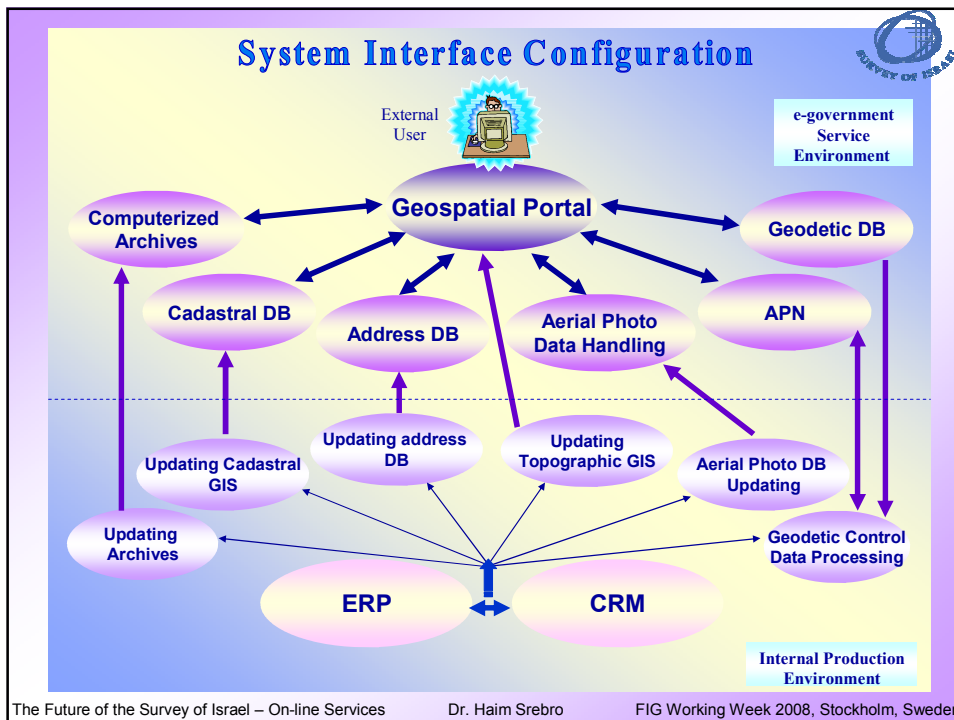 System Interface Configuration
SURVEY OF ISRAEL
External
User
e-government
Service
Environment
Computerized
Archives
Geospatial Portal
Geodetic DB
Cadastral DB
Address DB
Aerial Photo
Data Handling
APN
Updating Cadastral
GIS
Updating address
DB
Updating
Topographic GIS
Aerial Photo DB
Updating
Updating
Archives
Geodetic Control
Data Processing
ERP
CRM
Internal Production
Environment
The Future of the Survey of Israel – On-line Services Dr. Haim Srebro FIG Working Week 2008, Stockholm, Sweden